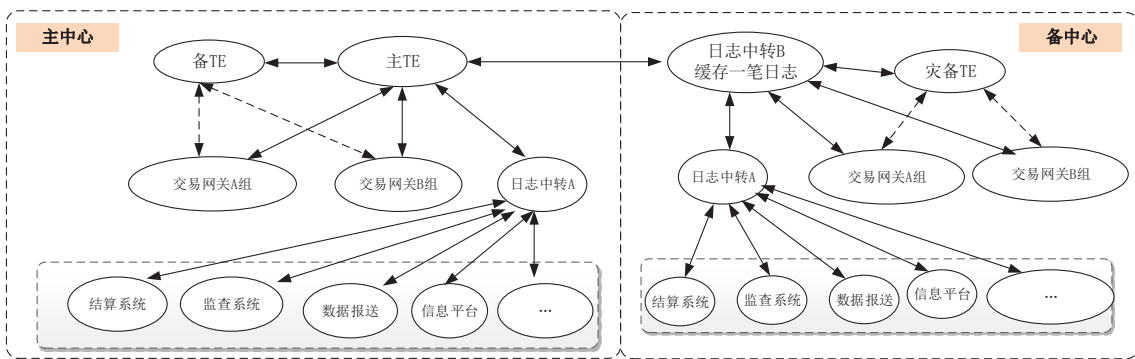 主中心
备中心
备TE
主TE
日志中转B
缓存一笔日志
灾备TE
交易网关A组
交易网关B组
日志中转A
日志中转A
交易网关A组
交易网关B组
结算系统
监查系统
数据报送
信息平台
...
结算系统
监查系统
数据报送
信息平台
...